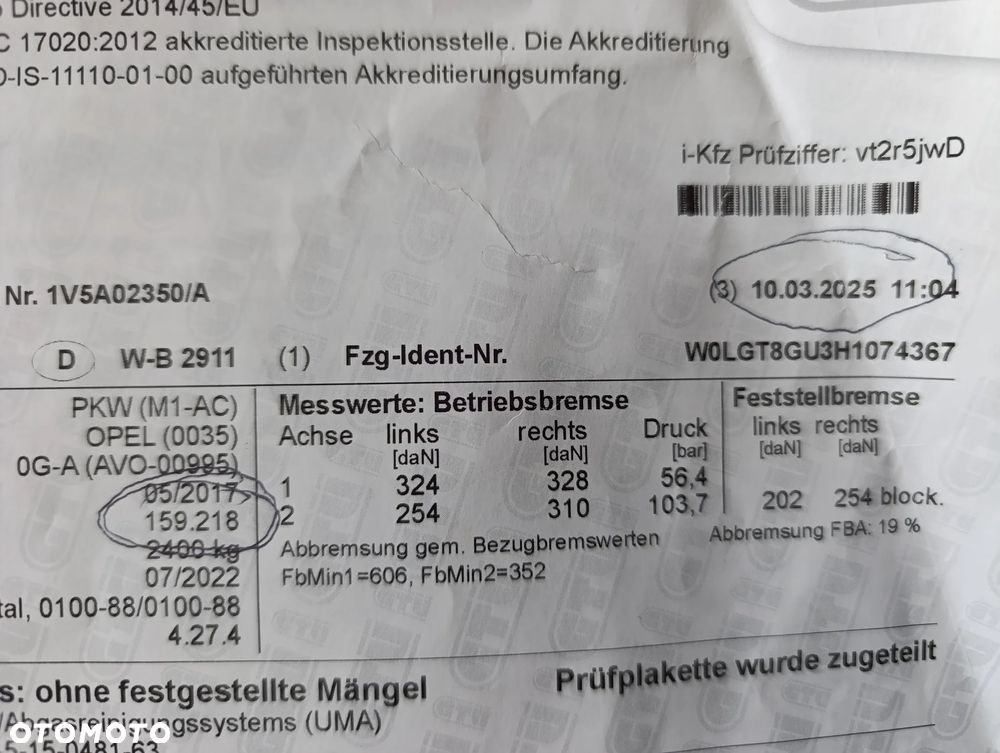 Directive 2014/45/EU
C 17020:2012 akkreditierte Inspektionsstelle. Die Akkreditierung
D-IS-11110-01-00 aufgeführten Akkreditierungsumfang.
i-Kfz Prüfziffer: vt2r5jwD
Nr. 1V5A02350/A
(3) 10.03.2025 11:04
D W-B 2911 (1) Fzg-Ident-Nr. W0LGT8GU3H1074367
PKW (M1-AC) Messwerte: Betriebsbremse Feststellbremse
OPEL (0035) Achse links rechts Druck links rechts
0G-A (AVO-00995) [daN] [daN] [bar] [daN] [daN]
05/2017 1 324 328 56,4
159.218 2 254 310 103,7 202 254 block.
2400 kg Abbremsung gem. Bezugbremswerten Abbremsung FBA: 19 %
07/2022 FbMin1=606, FbMin2=352
tal, 0100-88/0100-88
4.27.4
s: ohne festgestellte Mängel Prüfplakette wurde zugeteilt
/Abgasreinigungssystems (UMA)
OTOMOTO
5-15-0481-63